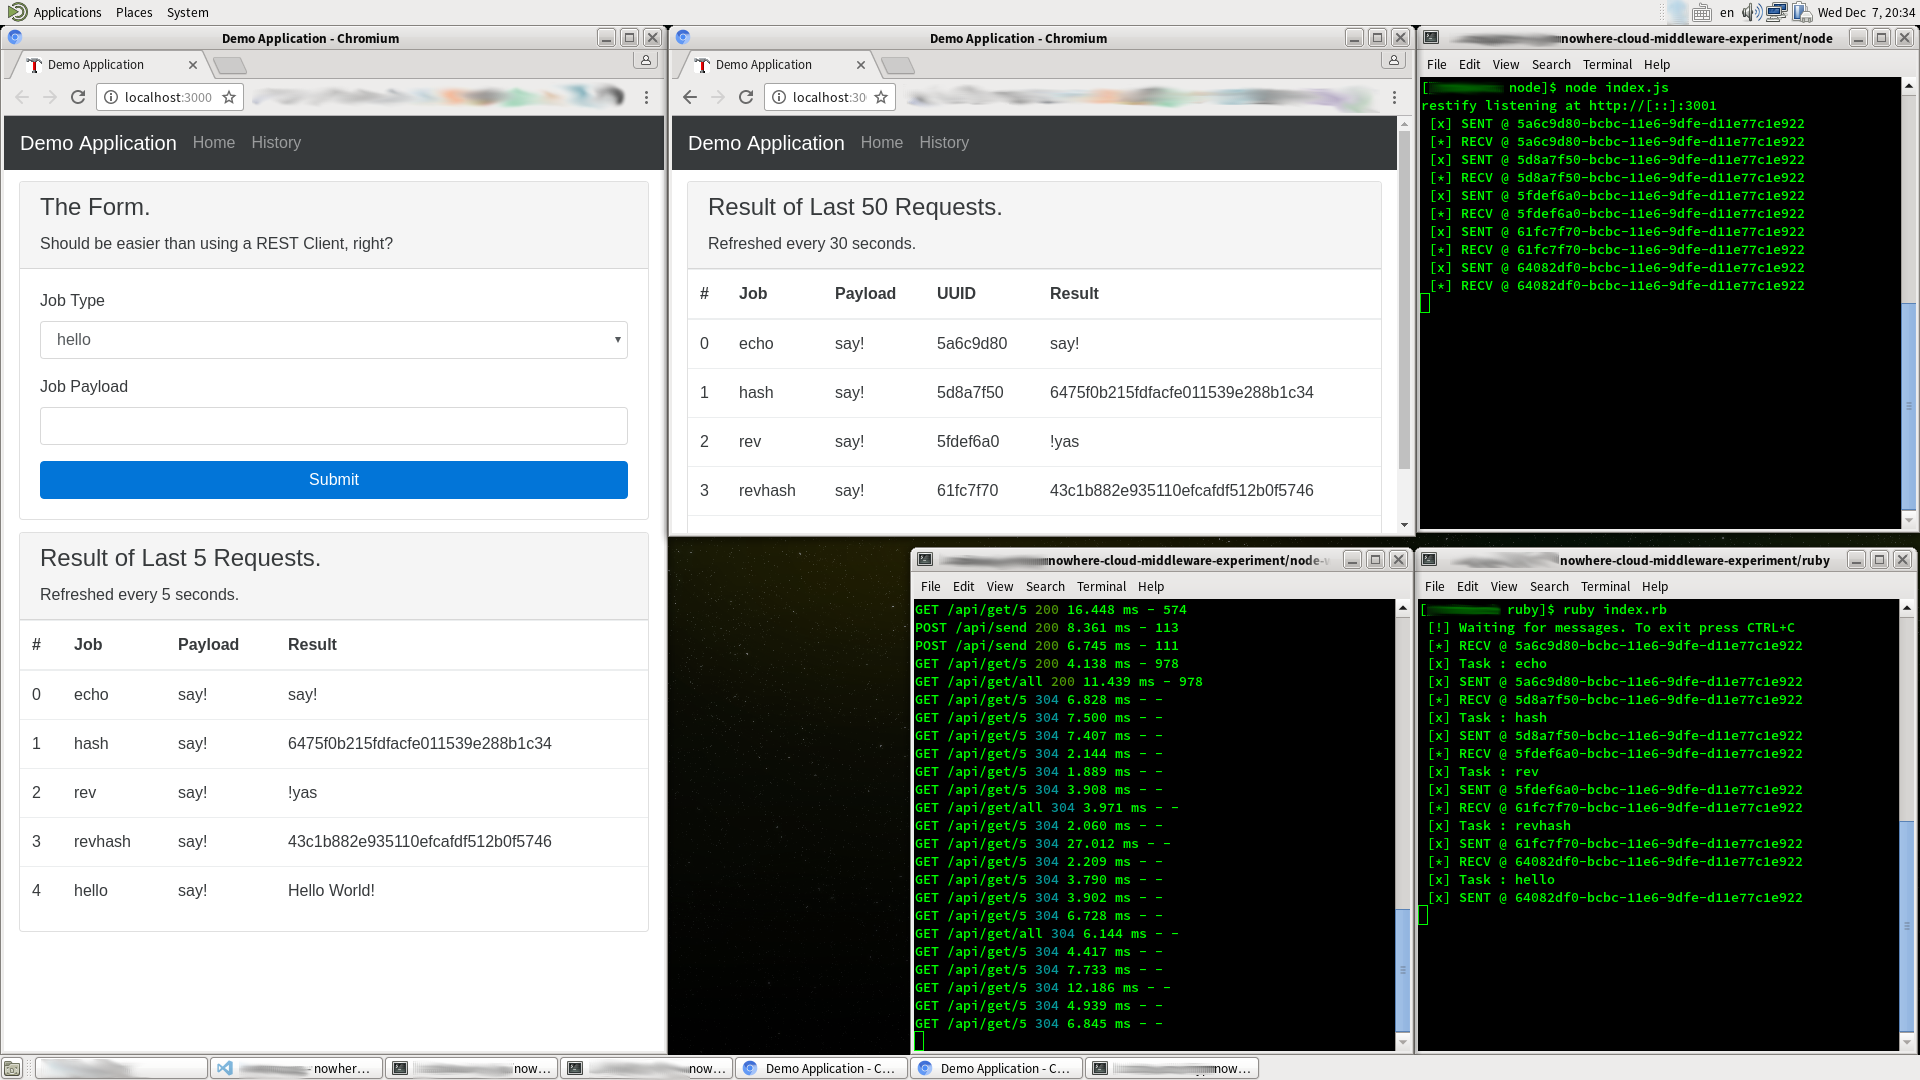 Applications Places System
en Wed Dec 7, 20:34
Demo Application - Chromium
Demo Application
localhost:3000
Demo Application Home History
The Form.
Should be easier than using a REST Client, right?
Job Type
hello
Job Payload
Submit
Result of Last 5 Requests.
Refreshed every 5 seconds.
# Job Payload Result
0 echo say! say!
1 hash say! 6475f0b215fdfacfe011539e288b1c34
2 rev say! !yas
3 revhash say! 43c1b882e935110efcafdf512b0f5746
4 hello say! Hello World!
Demo Application - Chromium
Demo Application
localhost:30
Demo Application Home History
Result of Last 50 Requests.
Refreshed every 30 seconds.
# Job Payload UUID Result
0 echo say! 5a6c9d80 say!
1 hash say! 5d8a7f50 6475f0b215fdfacfe011539e288b1c34
2 rev say! 5fdef6a0 !yas
3 revhash say! 61fc7f70 43c1b882e935110efcafdf512b0f5746
nowhere-cloud-middleware-experiment/node
File Edit View Search Terminal Help
[ node]$ node index.js
restify listening at http://[::]:3001
[x] SENT @ 5a6c9d80-bcbc-11e6-9dfe-d11e77c1e922
[*] RECV @ 5a6c9d80-bcbc-11e6-9dfe-d11e77c1e922
[x] SENT @ 5d8a7f50-bcbc-11e6-9dfe-d11e77c1e922
[*] RECV @ 5d8a7f50-bcbc-11e6-9dfe-d11e77c1e922
[x] SENT @ 5fdef6a0-bcbc-11e6-9dfe-d11e77c1e922
[*] RECV @ 5fdef6a0-bcbc-11e6-9dfe-d11e77c1e922
[x] SENT @ 61fc7f70-bcbc-11e6-9dfe-d11e77c1e922
[*] RECV @ 61fc7f70-bcbc-11e6-9dfe-d11e77c1e922
[x] SENT @ 64082df0-bcbc-11e6-9dfe-d11e77c1e922
[*] RECV @ 64082df0-bcbc-11e6-9dfe-d11e77c1e922
nowhere-cloud-middleware-experiment/node-
File Edit View Search Terminal Help
GET /api/get/5 200 16.448 ms - 574
POST /api/send 200 8.361 ms - 113
POST /api/send 200 6.745 ms - 111
GET /api/get/5 200 4.138 ms - 978
GET /api/get/all 200 11.439 ms - 978
GET /api/get/5 304 6.828 ms - -
GET /api/get/5 304 7.500 ms - -
GET /api/get/5 304 7.407 ms - -
GET /api/get/5 304 2.144 ms - -
GET /api/get/5 304 1.889 ms - -
GET /api/get/5 304 3.908 ms - -
GET /api/get/all 304 3.971 ms - -
GET /api/get/5 304 2.060 ms - -
GET /api/get/5 304 27.012 ms - -
GET /api/get/5 304 2.209 ms - -
GET /api/get/5 304 3.790 ms - -
GET /api/get/5 304 3.902 ms - -
GET /api/get/5 304 6.728 ms - -
GET /api/get/all 304 6.144 ms - -
GET /api/get/5 304 4.417 ms - -
GET /api/get/5 304 7.733 ms - -
GET /api/get/5 304 12.186 ms - -
GET /api/get/5 304 4.939 ms - -
GET /api/get/5 304 6.845 ms - -
nowhere-cloud-middleware-experiment/ruby
File Edit View Search Terminal Help
[ ruby]$ ruby index.rb
[!] Waiting for messages. To exit press CTRL+C
[*] RECV @ 5a6c9d80-bcbc-11e6-9dfe-d11e77c1e922
[x] Task : echo
[x] SENT @ 5a6c9d80-bcbc-11e6-9dfe-d11e77c1e922
[*] RECV @ 5d8a7f50-bcbc-11e6-9dfe-d11e77c1e922
[x] Task : hash
[x] SENT @ 5d8a7f50-bcbc-11e6-9dfe-d11e77c1e922
[*] RECV @ 5fdef6a0-bcbc-11e6-9dfe-d11e77c1e922
[x] Task : rev
[x] SENT @ 5fdef6a0-bcbc-11e6-9dfe-d11e77c1e922
[*] RECV @ 61fc7f70-bcbc-11e6-9dfe-d11e77c1e922
[x] Task : revhash
[x] SENT @ 61fc7f70-bcbc-11e6-9dfe-d11e77c1e922
[*] RECV @ 64082df0-bcbc-11e6-9dfe-d11e77c1e922
[x] Task : hello
[x] SENT @ 64082df0-bcbc-11e6-9dfe-d11e77c1e922
- nowher... now... now... Demo Application - C... Demo Application - C... now...